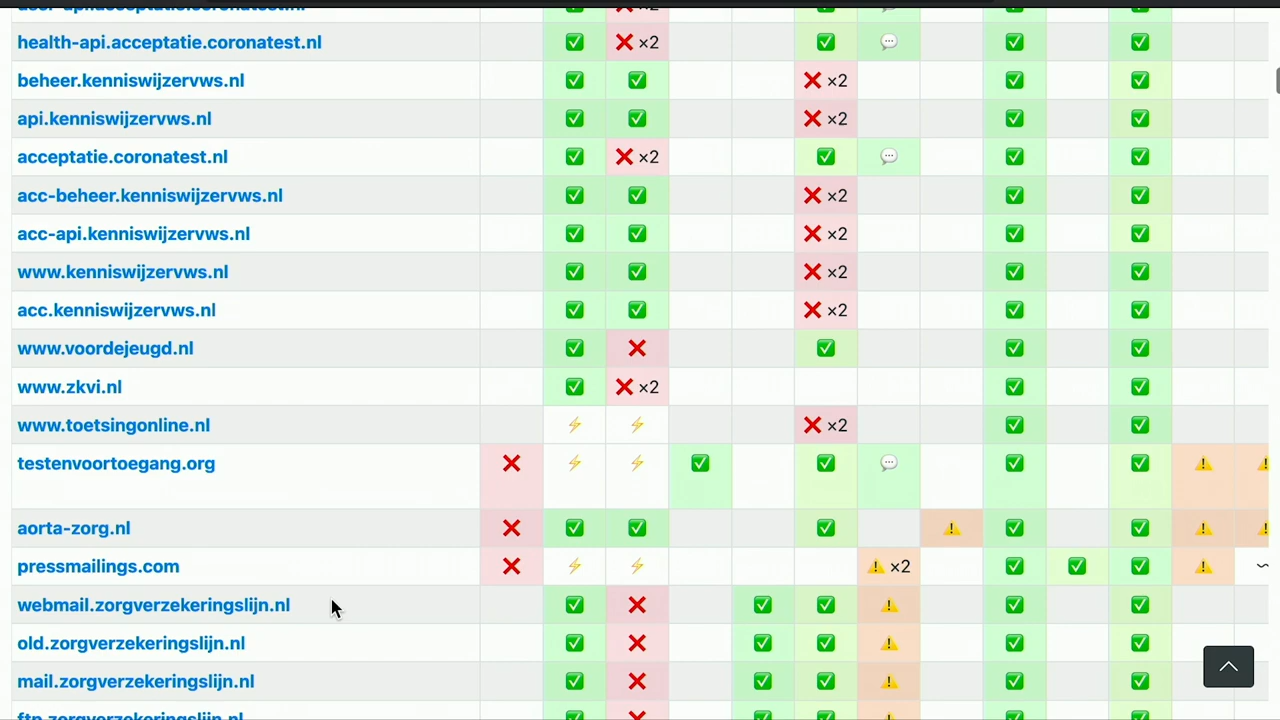 health-api.acceptatie.coronatest.nl ×2
beheer.kenniswijzervws.nl ×2
api.kenniswijzervws.nl ×2
acceptatie.coronatest.nl ×2
acc-beheer.kenniswijzervws.nl ×2
acc-api.kenniswijzervws.nl ×2
www.kenniswijzervws.nl ×2
acc.kenniswijzervws.nl ×2
www.voordejeugd.nl
www.zkvi.nl ×2
www.toetsingonline.nl ×2
testenvoortoegang.org
aorta-zorg.nl
pressmailings.com ×2
webmail.zorgverzekeringslijn.nl
old.zorgverzekeringslijn.nl
mail.zorgverzekeringslijn.nl
ftp.zorgverzekeringslijn.nl